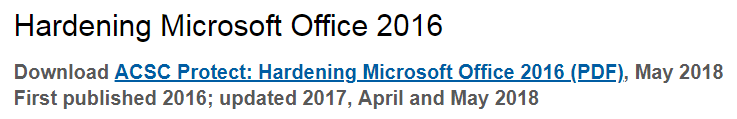 Hardening Microsoft Office 2016
Download ACSC Protect: Hardening Microsoft Office 2016 (PDF), May 2018
First published 2016; updated 2017, April and May 2018